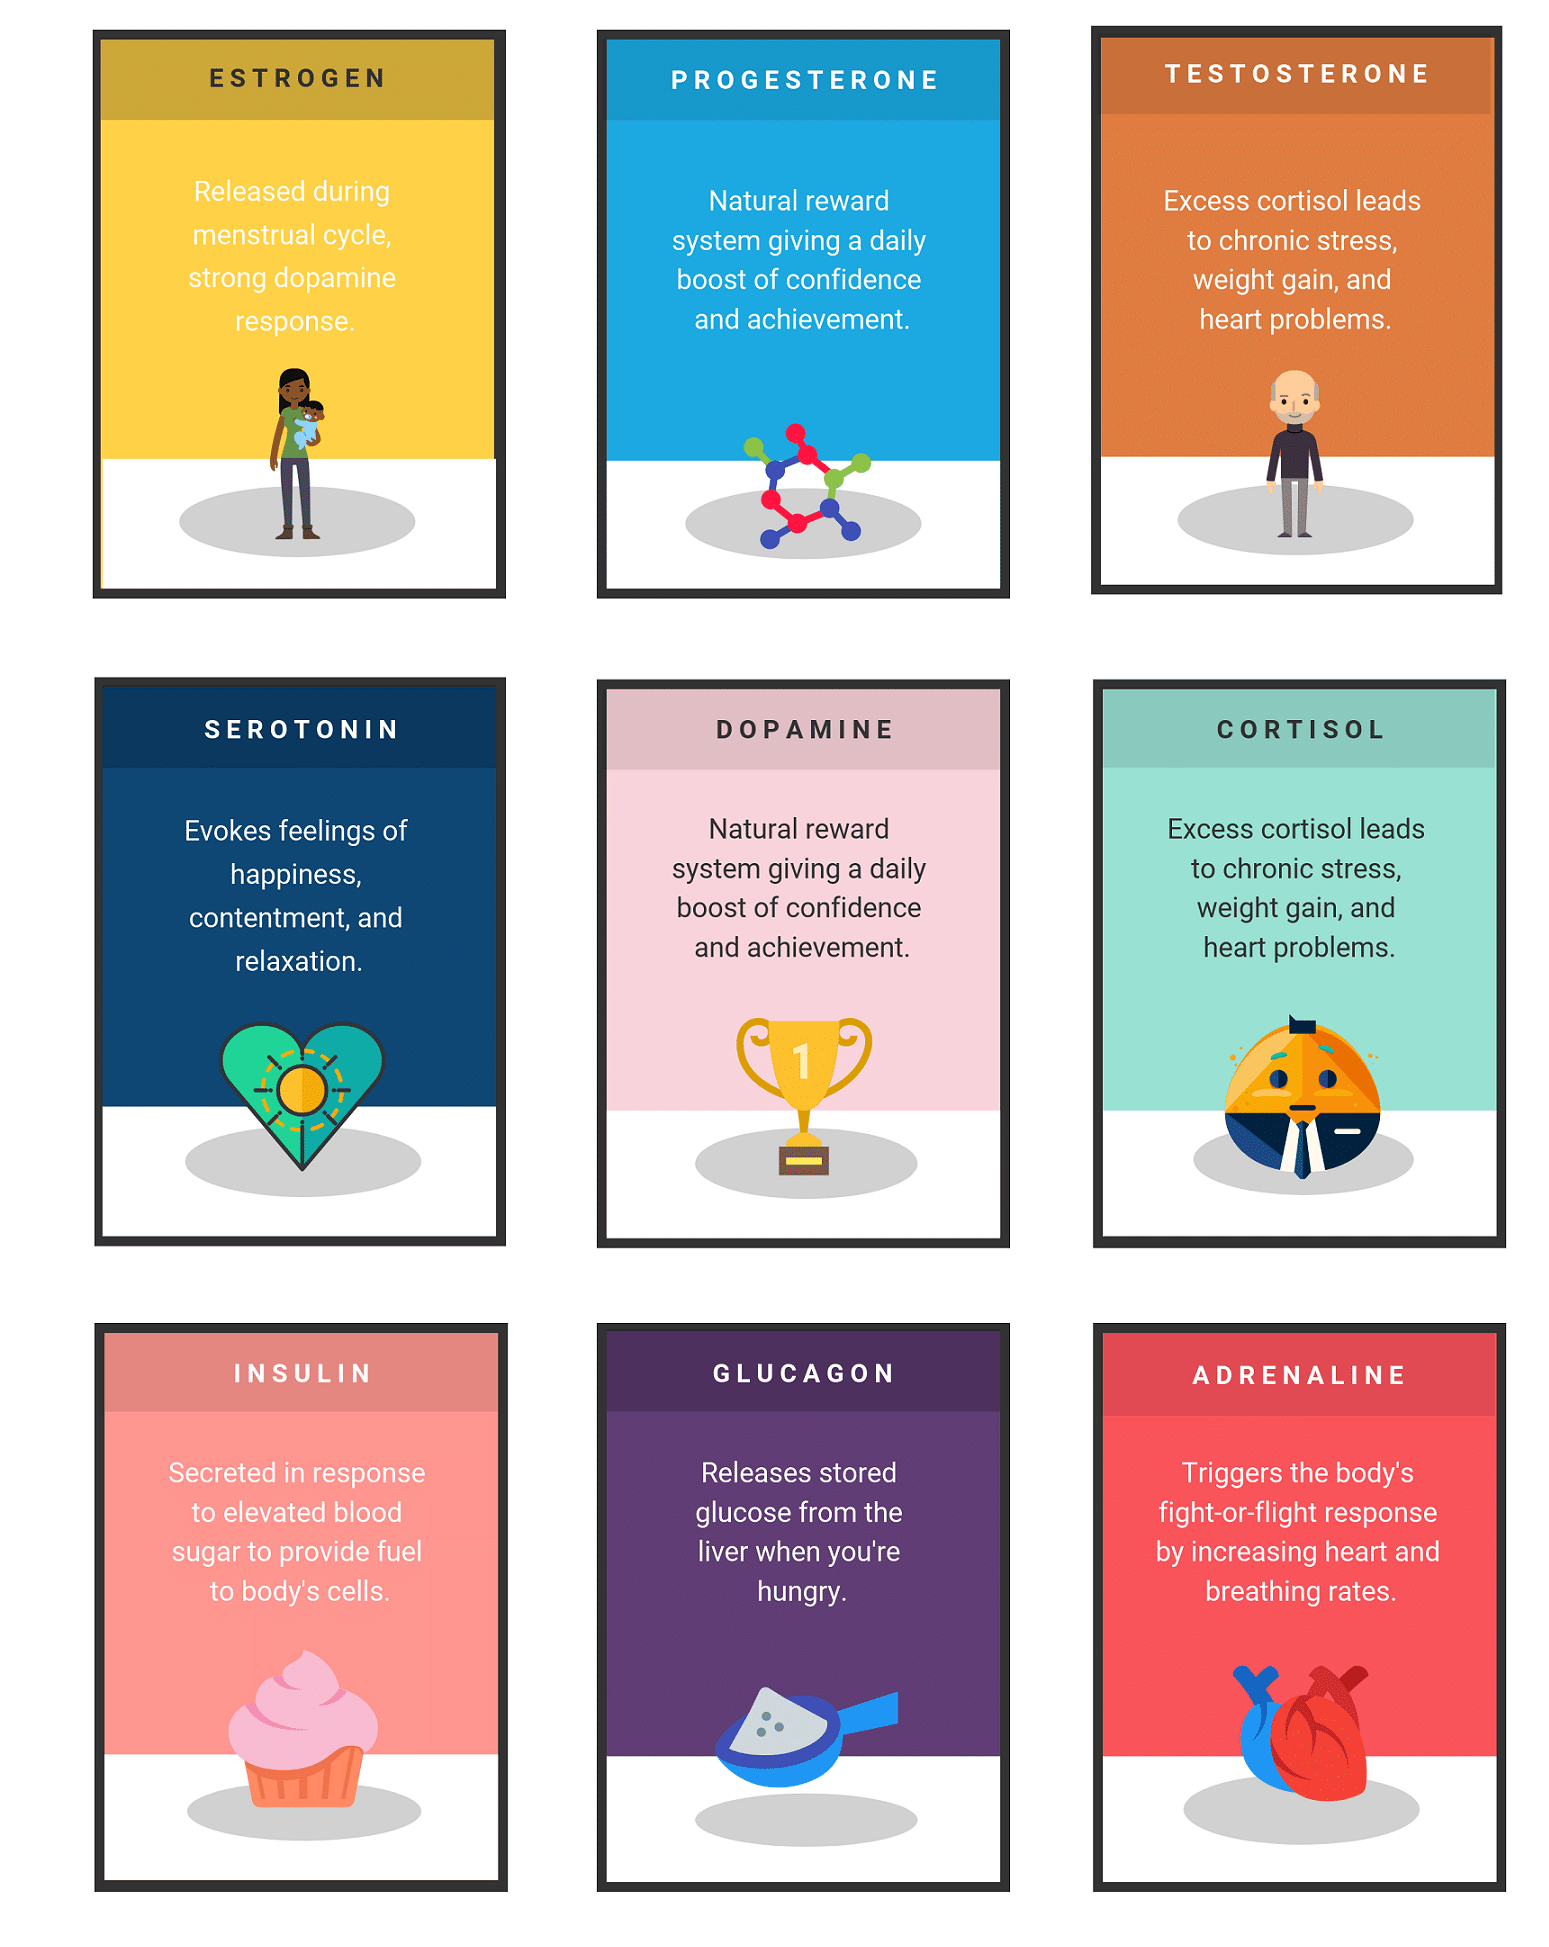 ESTROGEN
Released during
menstrual cycle,
strong dopamine
response.
PROGESTERONE
Natural reward
system giving a daily
boost of confidence
and achievement.
TESTOSTERONE
Excess cortisol leads
to chronic stress,
weight gain, and
heart problems.
SEROTONIN
Evokes feelings of
happiness,
contentment, and
relaxation.
DOPAMINE
Natural reward
system giving a daily
boost of confidence
and achievement.
1
CORTISOL
Excess cortisol leads
to chronic stress,
weight gain, and
heart problems.
INSULIN
Secreted in response
to elevated blood
sugar to provide fuel
to body's cells.
GLUCAGON
Releases stored
glucose from the
liver when you're
hungry.
ADRENALINE
Triggers the body's
fight-or-flight response
by increasing heart and
breathing rates.